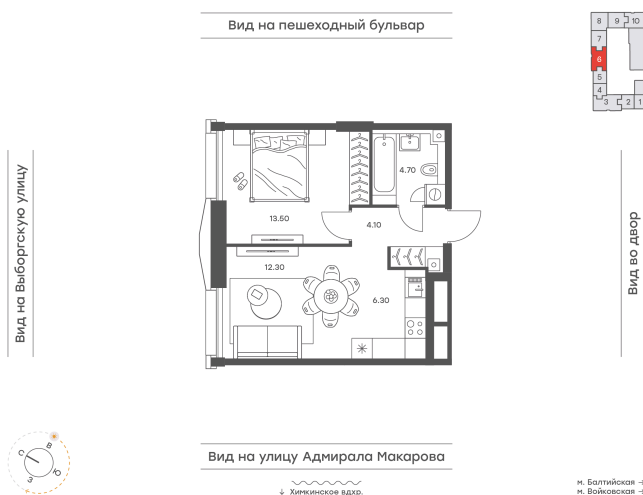 Вид на пешеходный бульвар
8 9 10
7
6
5
4
3 2 1
Вид на Выборгскую улицу
Вид во двор
4.70
13.50
4.10
12.30
6.30
Вид на улицу Адмирала Макарова
С В
З Ю
↓ Химкинское вдхр.
м. Балтийская
м. Войковская